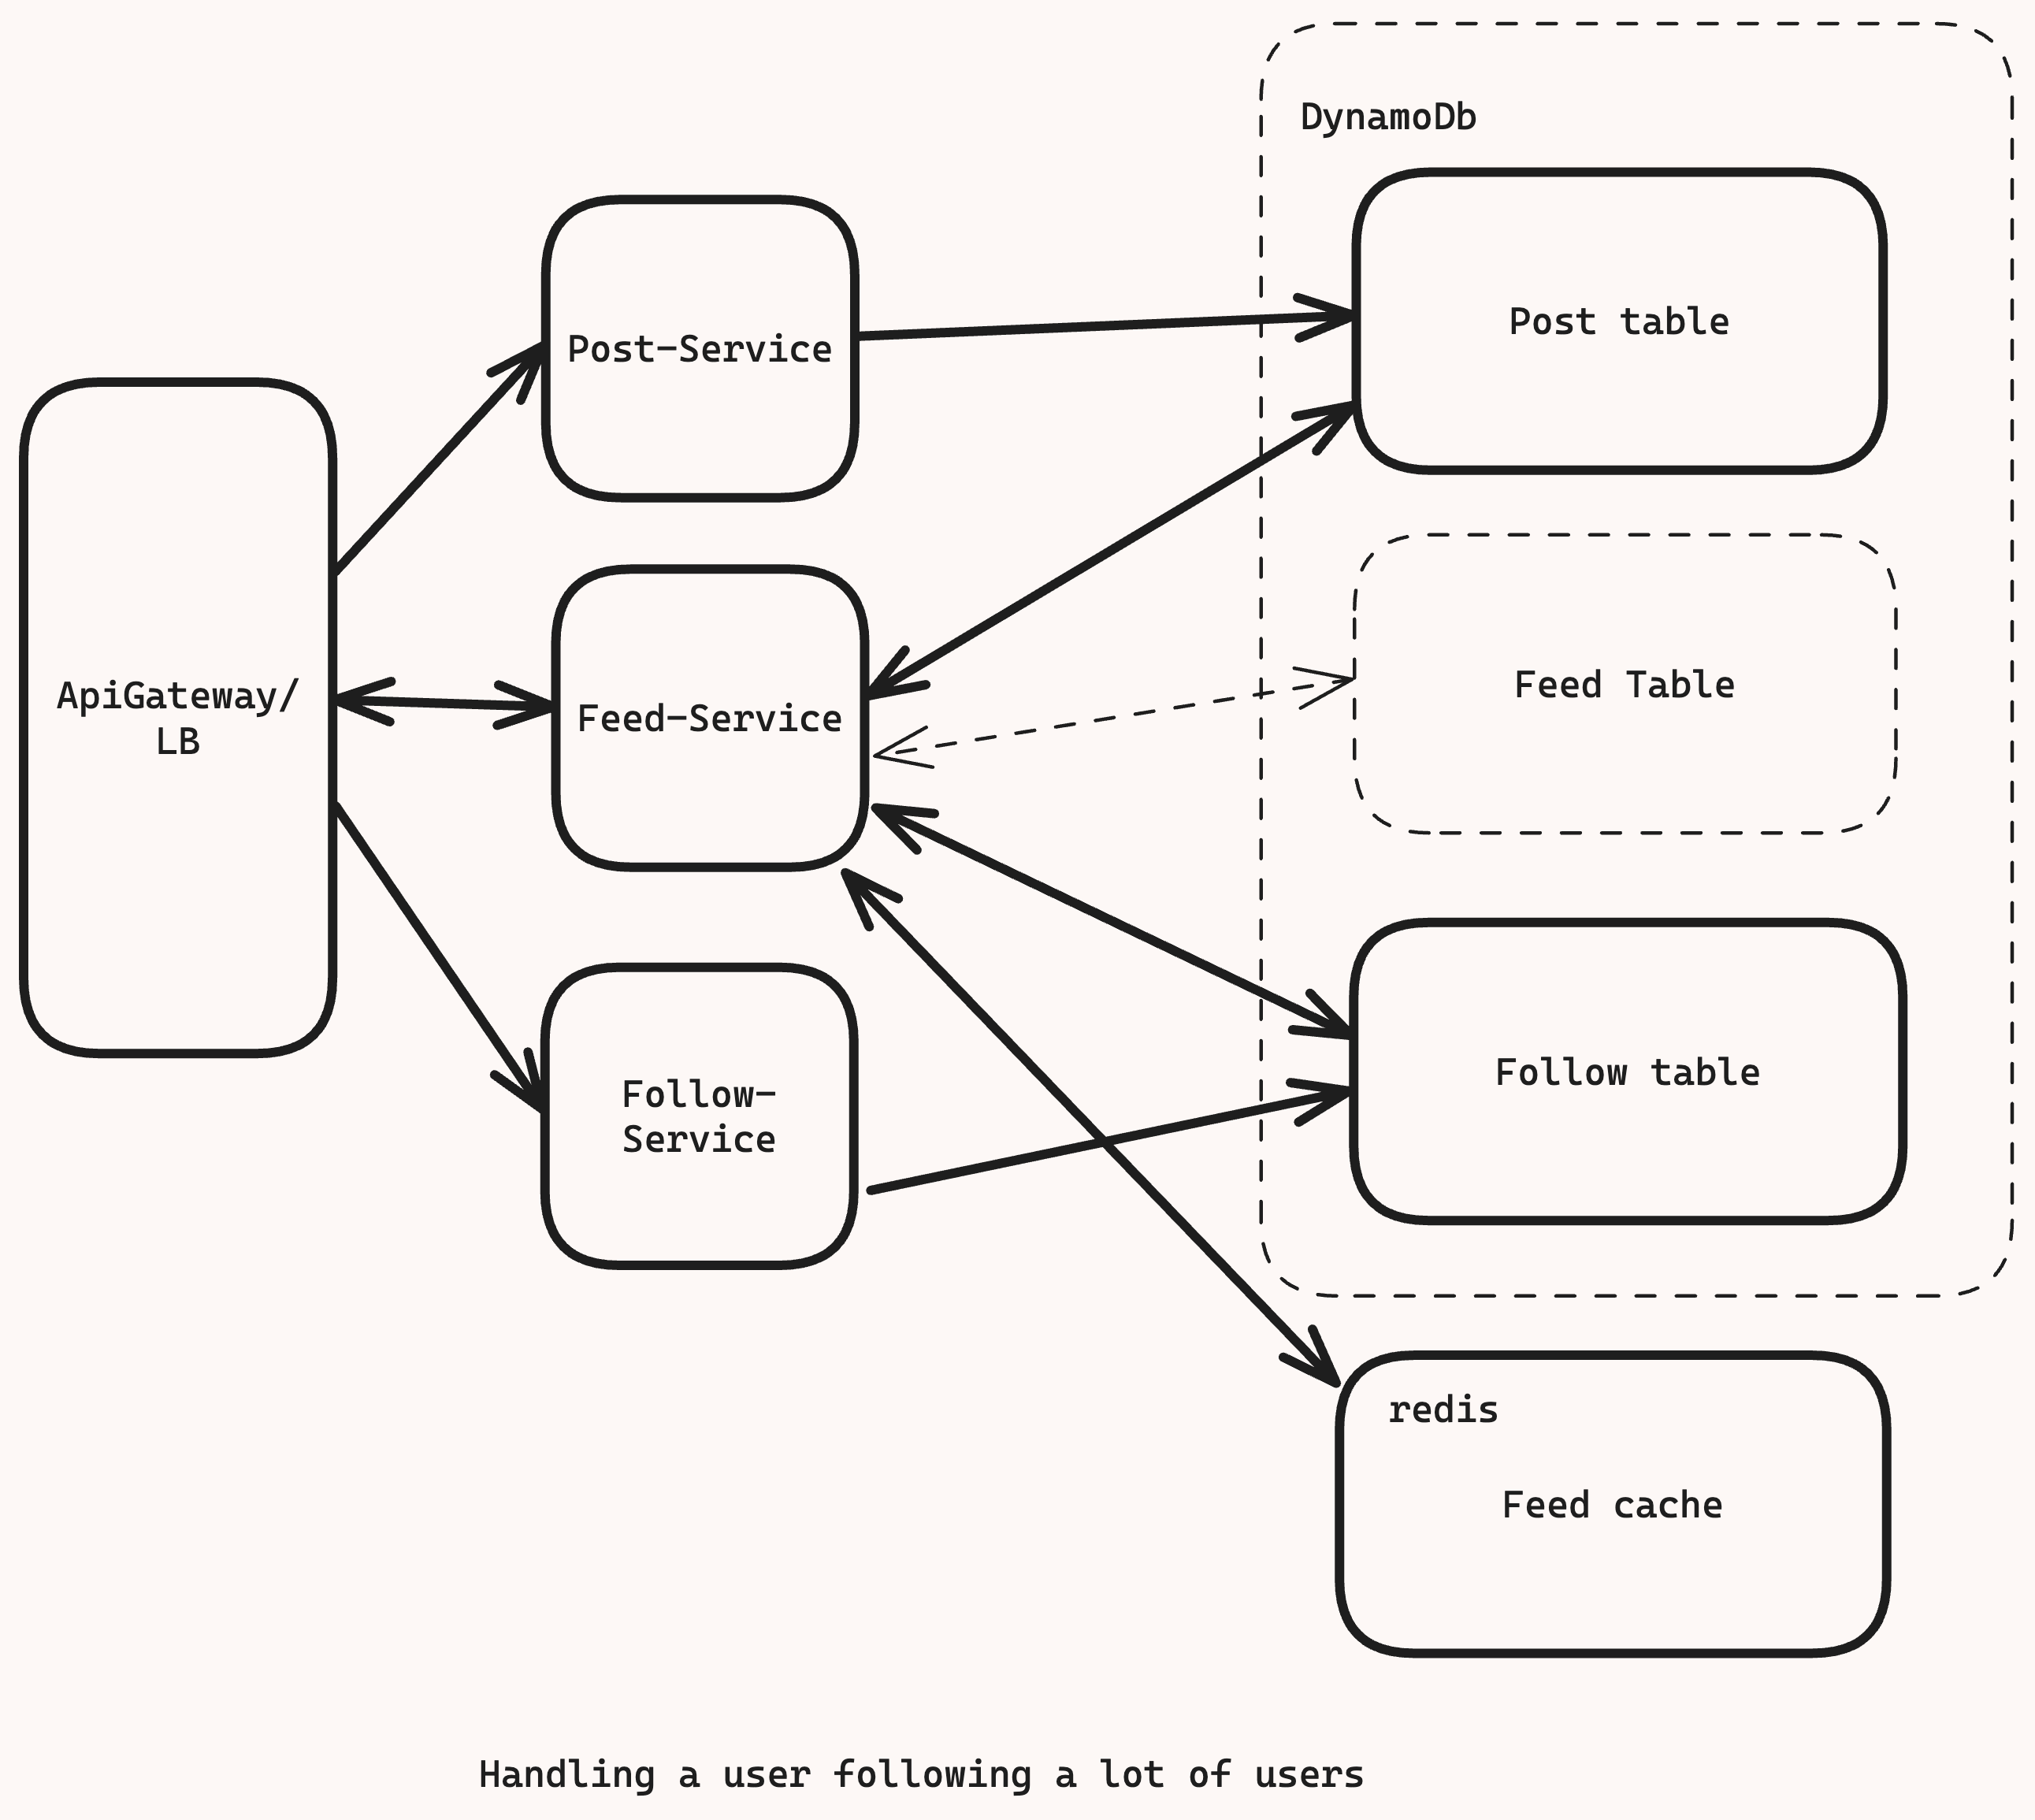 DynamoDb
Post table
Post-Service
Feed Table
ApiGateway/
LB
Feed-Service
Follow table
Follow-
Service
redis
Feed cache
Handling a user following a lot of users